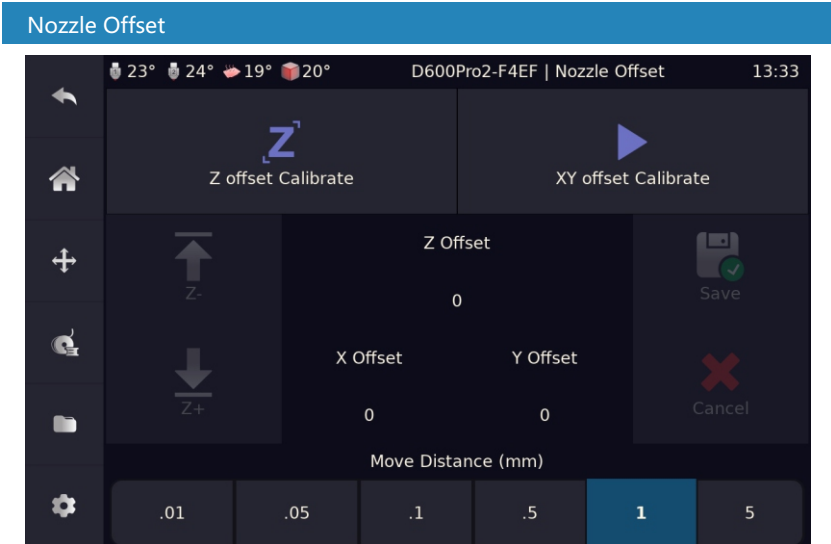 Nozzle Offset
23° 24° 19° 20° D600Pro2-F4EF | Nozzle Offset 13:33
Z
Z offset Calibrate XY offset Calibrate
Z Offset
Z- 0 Save
X Offset Y Offset
Z+ 0 0 Cancel
Move Distance (mm)
.01 .05 .1 .5 1 5